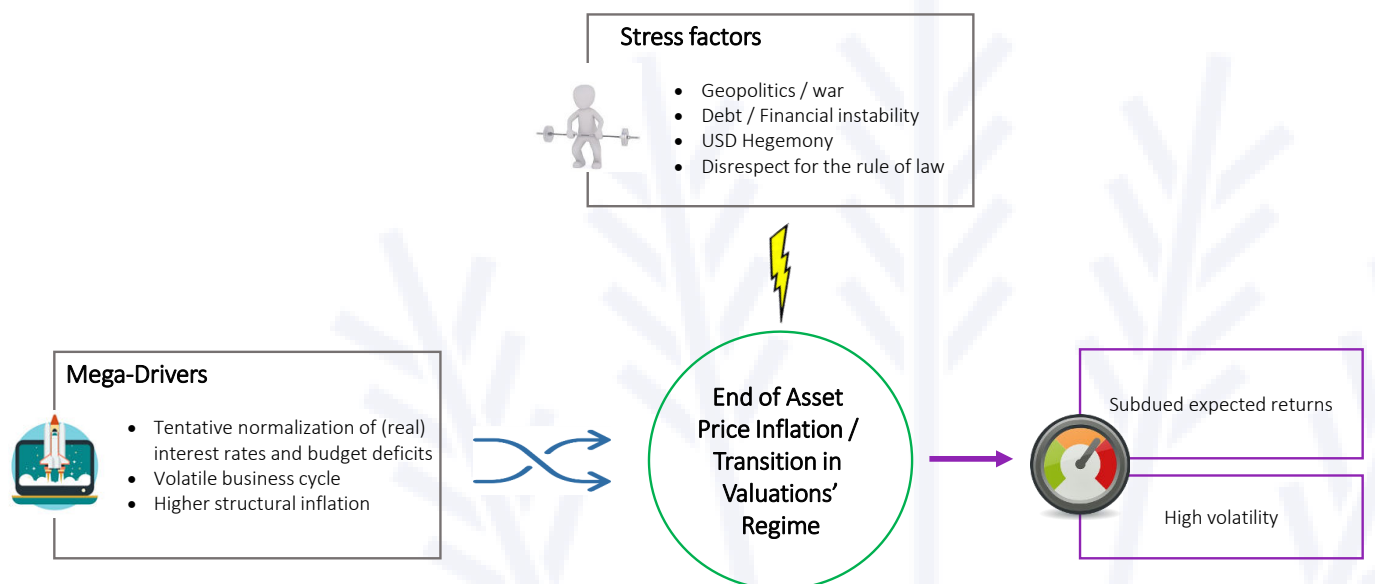 Stress factors
• Geopolitics / war
• Debt / Financial instability
• USD Hegemony
• Disrespect for the rule of law
Mega-Drivers
• Tentative normalization of (real)
interest rates and budget deficits
• Volatile business cycle
• Higher structural inflation
End of Asset
Price Inflation /
Transition in
Valuations’
Regime
Subdued expected returns
High volatility